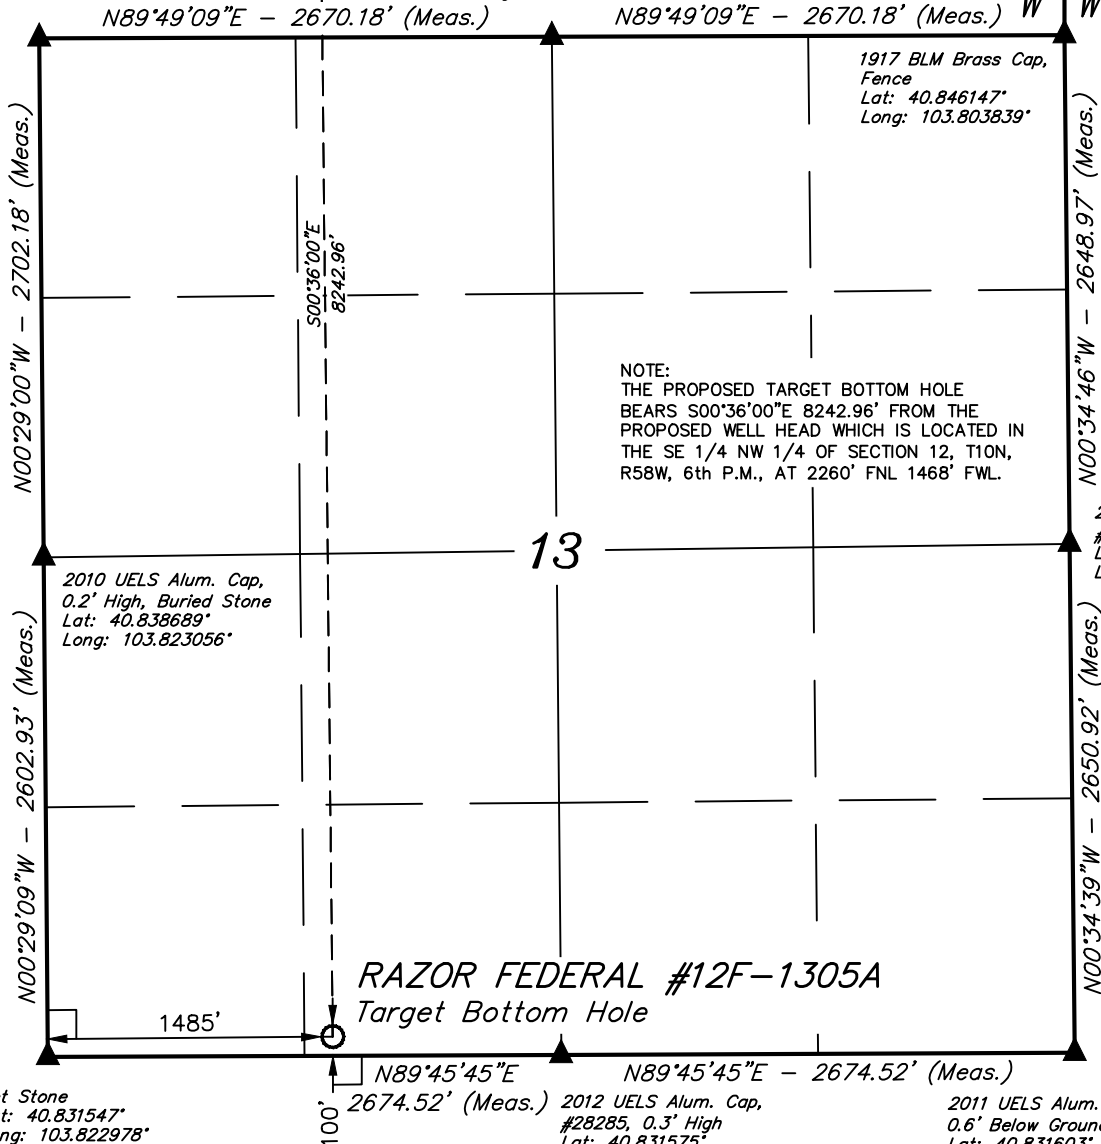 N89°49'09"E - 2670.18' (Meas.)
N89°49'09"E - 2670.18' (Meas.)
W W
1917 BLM Brass Cap,
Fence
Lat: 40.846147°
Long: 103.803839°
N00°29'00"W - 2702.18' (Meas.)
S00°36'00"E
8242.96'
N00°34'46"W - 2648.97' (Meas.)
NOTE:
THE PROPOSED TARGET BOTTOM HOLE
BEARS S00°36'00"E 8242.96' FROM THE
PROPOSED WELL HEAD WHICH IS LOCATED IN
THE SE 1/4 NW 1/4 OF SECTION 12, T10N,
R58W, 6th P.M., AT 2260' FNL 1468' FWL.
13
2010 UELS Alum. Cap,
0.2' High, Buried Stone
Lat: 40.838689°
Long: 103.823056°
N00°29'09"W - 2602.93' (Meas.)
N00°34'39"W - 2650.92' (Meas.)
RAZOR FEDERAL #12F-1305A
Target Bottom Hole
1485'
100'
N89°45'45"E
2674.52' (Meas.)
N89°45'45"E - 2674.52' (Meas.)
Stone
40.831547°
103.822978°
2012 UELS Alum. Cap,
#28285, 0.3' High
Lat: 40.831575°
2011 UELS Alum.
0.6' Below
Lat: 40.831603°